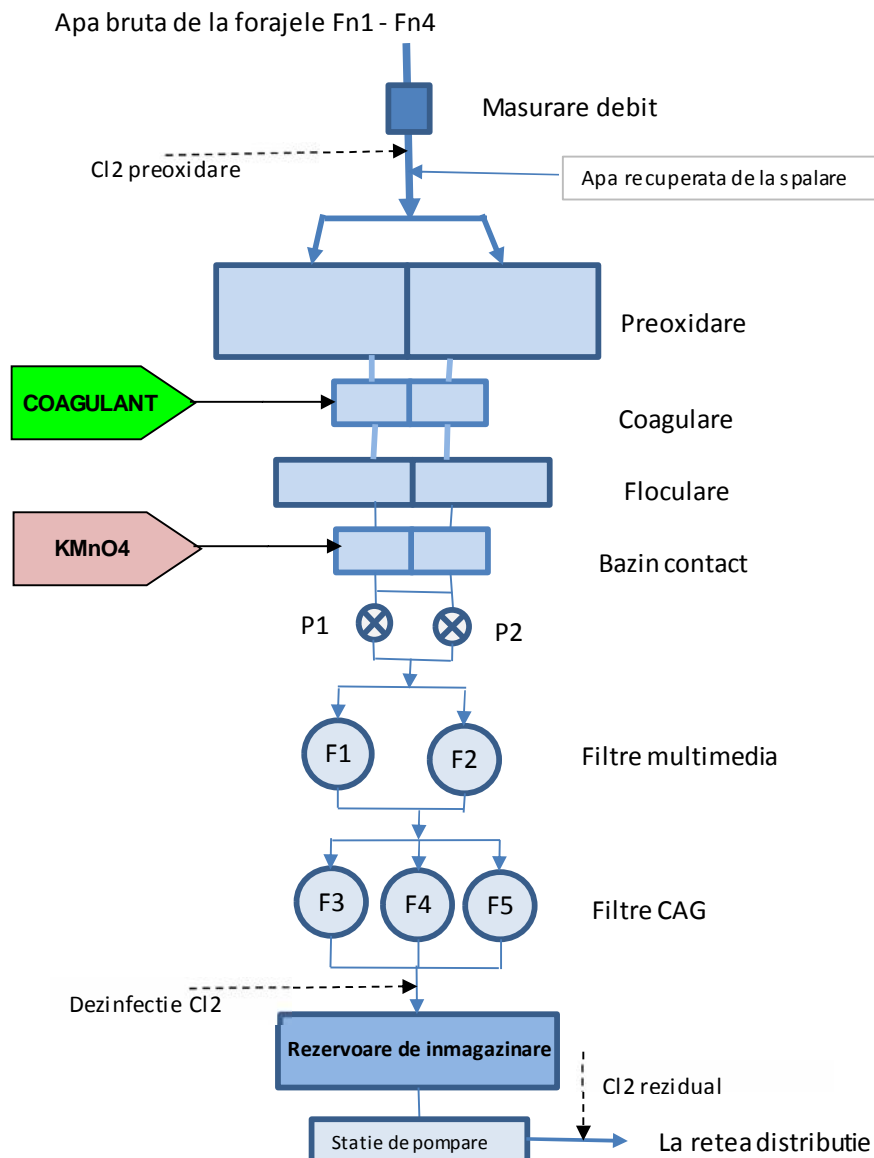 Apa bruta de la forajele Fn1 - Fn4
Masurare debit
Cl2 preoxidare
Apa recuperata de la spalare
Preoxidare
COAGULANT
Coagulare
Floculare
KMnO4
Bazin contact
P1
P2
F1
F2
Filtre multimedia
F3
F4
F5
Filtre CAG
Dezinfectie Cl2
Rezervoare de inmagazinare
Cl2 rezidual
Statie de pompare
La retea distributie